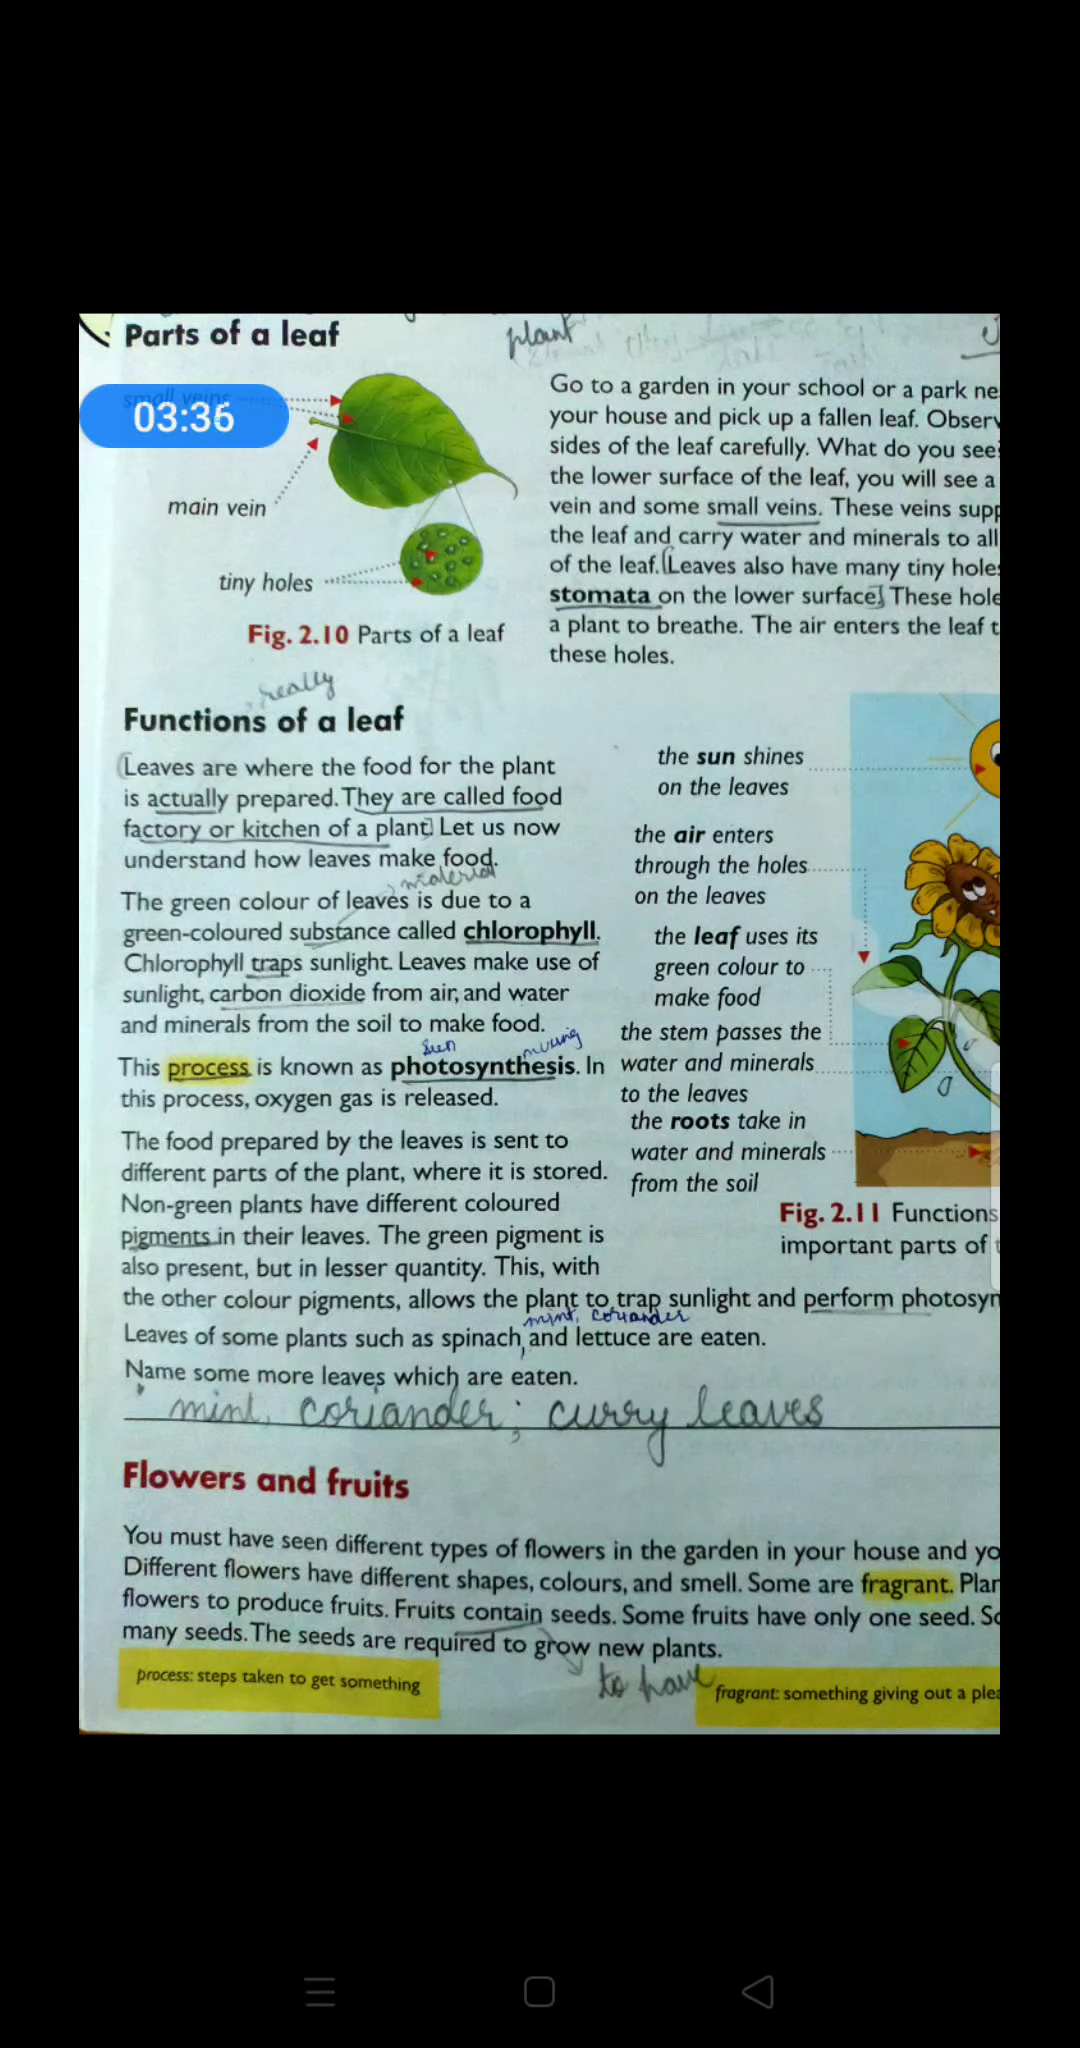 Parts of a leaf
plant
small veins
03:36
main vein
tiny holes
Fig. 2.10 Parts of a leaf
Go to a garden in your school or a park ne
your house and pick up a fallen leaf. Observ
sides of the leaf carefully. What do you see
the lower surface of the leaf, you will see a
vein and some small veins. These veins supp
the leaf and carry water and minerals to all
of the leaf. [Leaves also have many tiny hole
stomata on the lower surface] These hole
a plant to breathe. The air enters the leaf t
these holes.
really
Functions of a leaf
Leaves are where the food for the plant
is actually prepared. They are called food
factory or kitchen of a plant] Let us now
understand how leaves make food.
material
The green colour of leaves is due to a
green-coloured substance called chlorophyll.
Chlorophyll traps sunlight. Leaves make use of
sunlight, carbon dioxide from air, and water
and minerals from the soil to make food.
sun
This process is known as photosynthesis. In
this process, oxygen gas is released.
The food prepared by the leaves is sent to
different parts of the plant, where it is stored.
Non-green plants have different coloured
pigments in their leaves. The green pigment is
also present, but in lesser quantity. This, with
the other colour pigments, allows the plant to trap sunlight and perform photosyn
the sun shines
on the leaves
the air enters
through the holes
on the leaves
the leaf uses its
green colour to
make food
the stem passes the
water and minerals
to the leaves
the roots take in
water and minerals
from the soil
Fig. 2.11 Functions
important parts of t
mint, coriander
Leaves of some plants such as spinach, and lettuce are eaten.
Name some more leaves which are eaten.
mint, coriander, curry leaves
Flowers and fruits
You must have seen different types of flowers in the garden in your house and yo
Different flowers have different shapes, colours, and smell. Some are fragrant. Plan
flowers to produce fruits. Fruits contain seeds. Some fruits have only one seed. So
many seeds. The seeds are required to grow new plants.
to have
process: steps taken to get something
fragrant: something giving out a plea